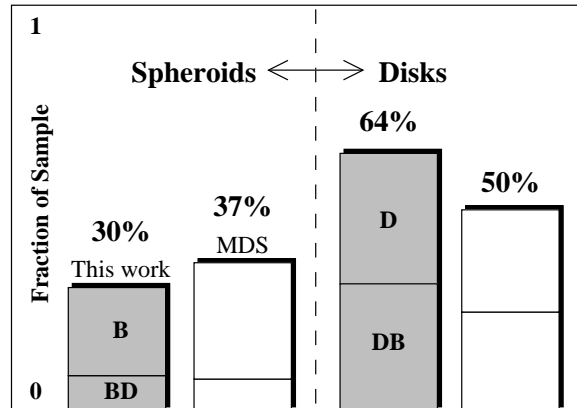 1
Spheroids
Disks
64%
50%
37%
30%
MDS
This work
D
B
DB
BD
0
Fraction of Sample